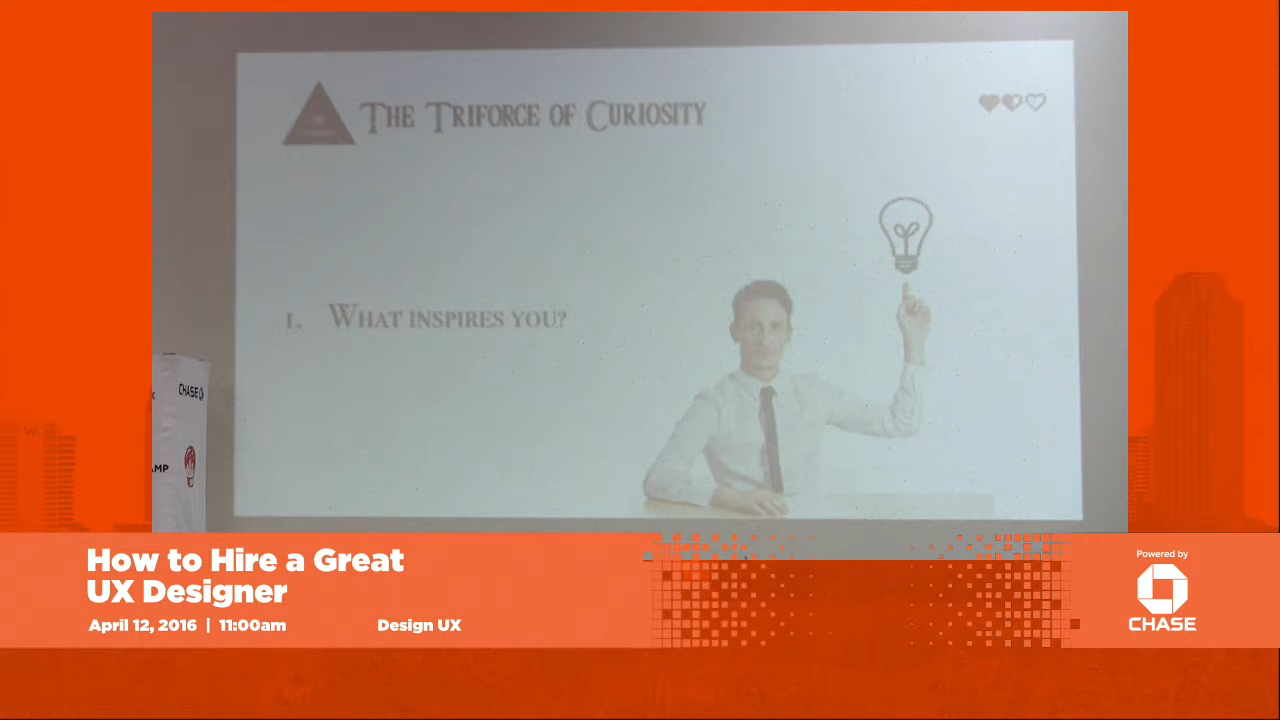 THE TRIFORCE OF CURIOSITY
1. WHAT INSPIRES YOU?
CHASE
AMP
How to Hire a Great
UX Designer
April 12, 2016 | 11:00am
Design UX
Powered by
CHASE